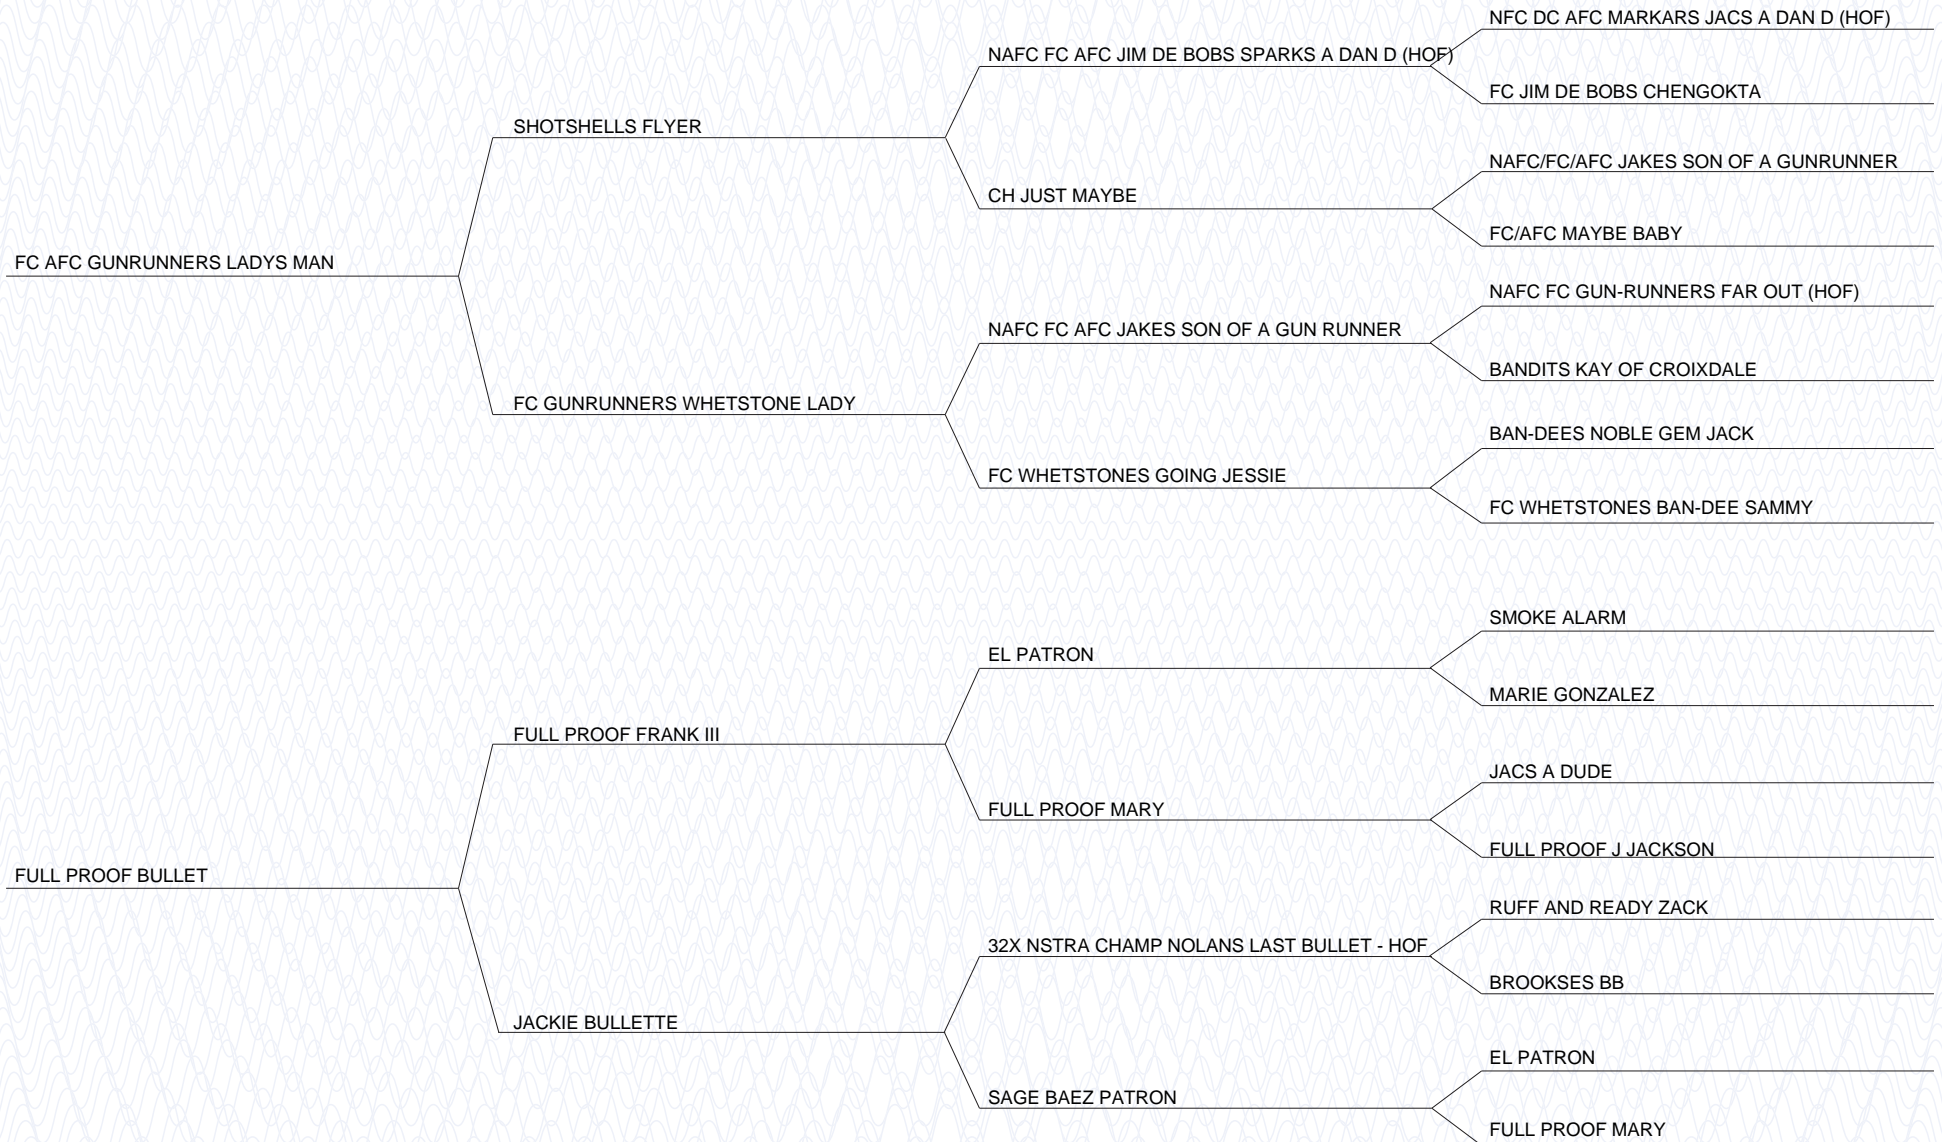 NFC DC AFC MARKARS JACS A DAN D (HOF)
NAFC FC AFC JIM DE BOBS SPARKS A DAN D (HOF)
FC JIM DE BOBS CHENGOKTA
SHOTSHELLS FLYER
NAFC/FC/AFC JAKES SON OF A GUNRUNNER
CH JUST MAYBE
FC/AFC MAYBE BABY
FC AFC GUNRUNNERS LADYS MAN
NAFC FC GUN-RUNNERS FAR OUT (HOF)
NAFC FC AFC JAKES SON OF A GUN RUNNER
BANDITS KAY OF CROIXDALE
FC GUNRUNNERS WHETSTONE LADY
BAN-DEES NOBLE GEM JACK
FC WHETSTONES GOING JESSIE
FC WHETSTONES BAN-DEE SAMMY
SMOKE ALARM
EL PATRON
MARIE GONZALEZ
FULL PROOF FRANK III
JACS A DUDE
FULL PROOF MARY
FULL PROOF J JACKSON
FULL PROOF BULLET
RUFF AND READY ZACK
32X NSTRA CHAMP NOLANS LAST BULLET - HOF
BROOKSES BB
JACKIE BULLETTE
EL PATRON
SAGE BAEZ PATRON
FULL PROOF MARY